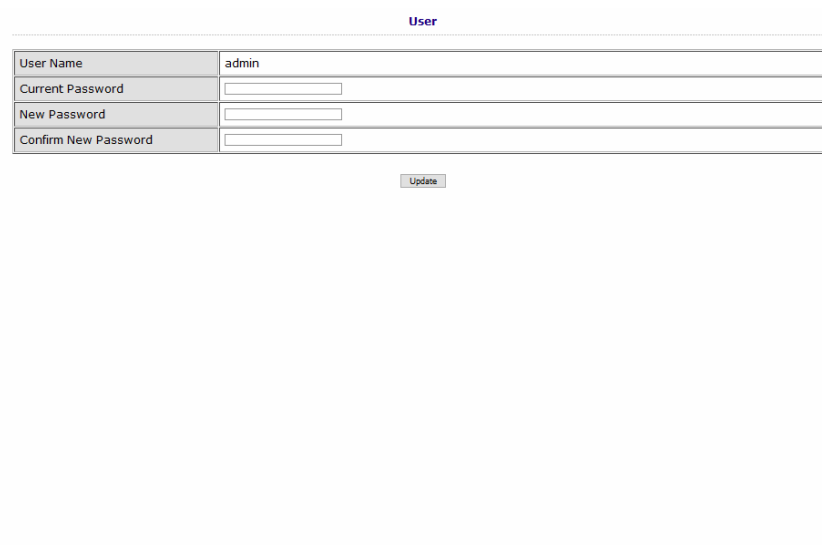 User
User Name admin
Current Password
New Password
Confirm New Password
Update